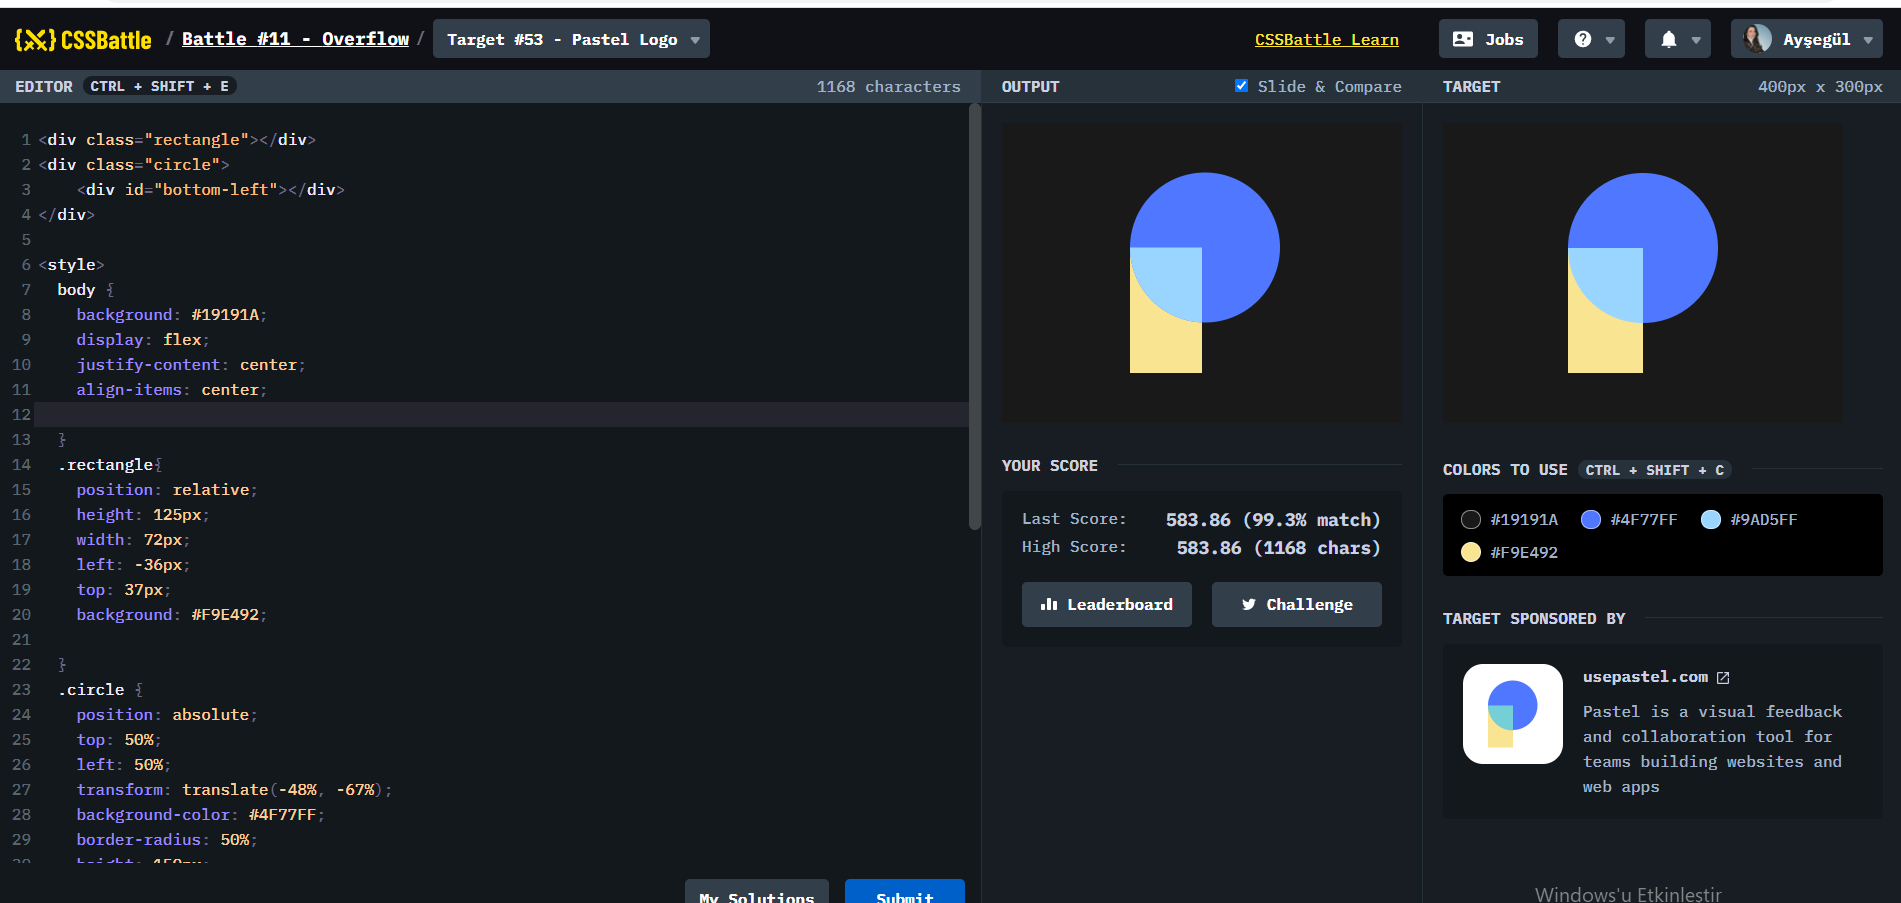 {X} CSSBattle / Battle #11 - Overflow / Target #53 - Pastel Logo
CSSBattle Learn
Jobs
?
Ayşegül
EDITOR CTRL + SHIFT + E
1168 characters
1 <div class="rectangle"></div>
2 <div class="circle">
3 <div id="bottom-left"></div>
4 </div>
5
6 <style>
7 body {
8 background: #19191A;
9 display: flex;
10 justify-content: center;
11 align-items: center;
12
13 }
14 .rectangle{
15 position: relative;
16 height: 125px;
17 width: 72px;
18 left: -36px;
19 top: 37px;
20 background: #F9E492;
21
22 }
23 .circle {
24 position: absolute;
25 top: 50%;
26 left: 50%;
27 transform: translate(-48%, -67%);
28 background-color: #4F77FF;
29 border-radius: 50%;
30 height: 150px;
My Solutions
Submit
OUTPUT
Slide & Compare
YOUR SCORE
Last Score: 583.86 (99.3% match)
High Score: 583.86 (1168 chars)
Leaderboard
Challenge
TARGET
400px x 300px
COLORS TO USE CTRL + SHIFT + C
#19191A #4F77FF #9AD5FF
#F9E492
TARGET SPONSORED BY
usepastel.com
Pastel is a visual feedback
and collaboration tool for
teams building websites and
web apps
Windows'u Etkinleştir